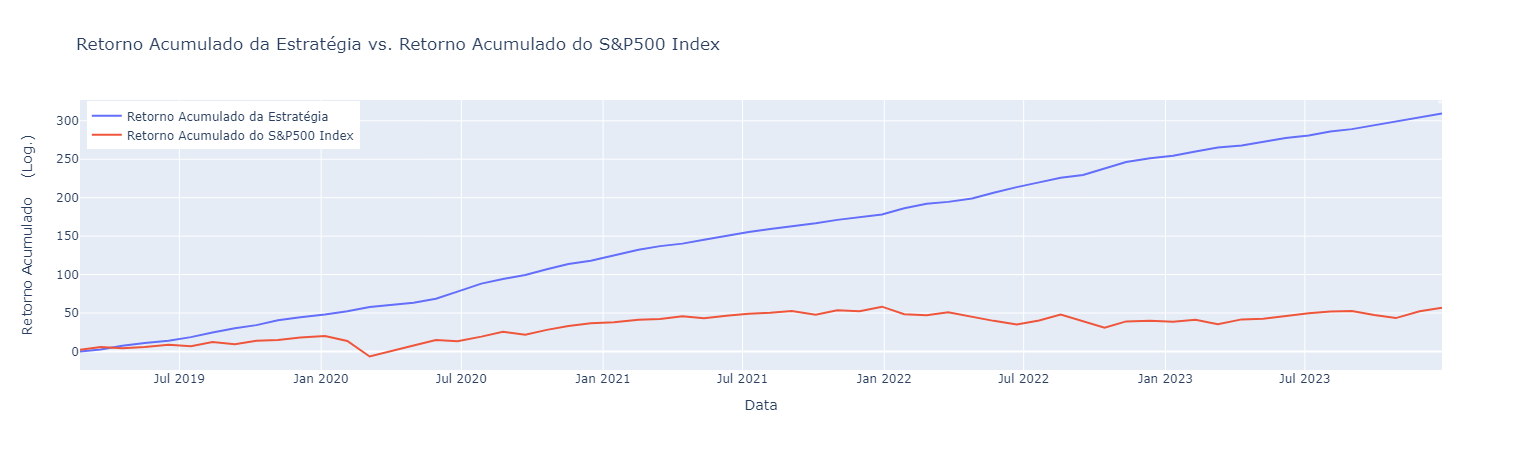 Retorno Acumulado da Estratégia vs. Retorno Acumulado do S&P500 Index
Retorno Acumulado da Estratégia
Retorno Acumulado do S&P500 Index
Retorno Acumulado (Log.)
300
250
200
150
100
50
0
Jul 2019
Jan 2020
Jul 2020
Jan 2021
Jul 2021
Jan 2022
Jul 2022
Jan 2023
Jul 2023
Data